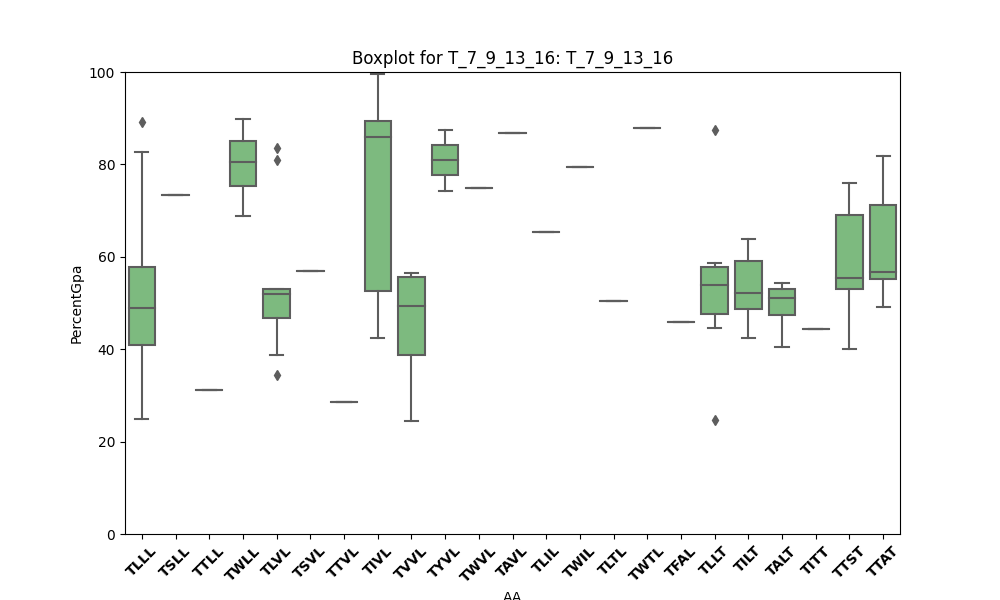 Boxplot for T_7_9_13_16: T_7_9_13_16
100
80
60
40
20
0
PercentGpa
TLLL TSLL TTLL TWLL TLVL TSVL TTVL TIVL TVVL TYVL TWVL TAVL TLIL TWIL TLTL TWTL TFAL TLLT TILT TALT TITT TTST TTAT
AA